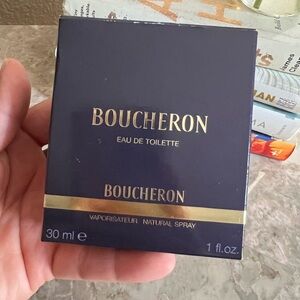 BOUCHERON
EAU DE TOILETTE
BOUCHERON
VAPORISATEUR NATURAL SPRAY
30 ml e 1 fl.oz.